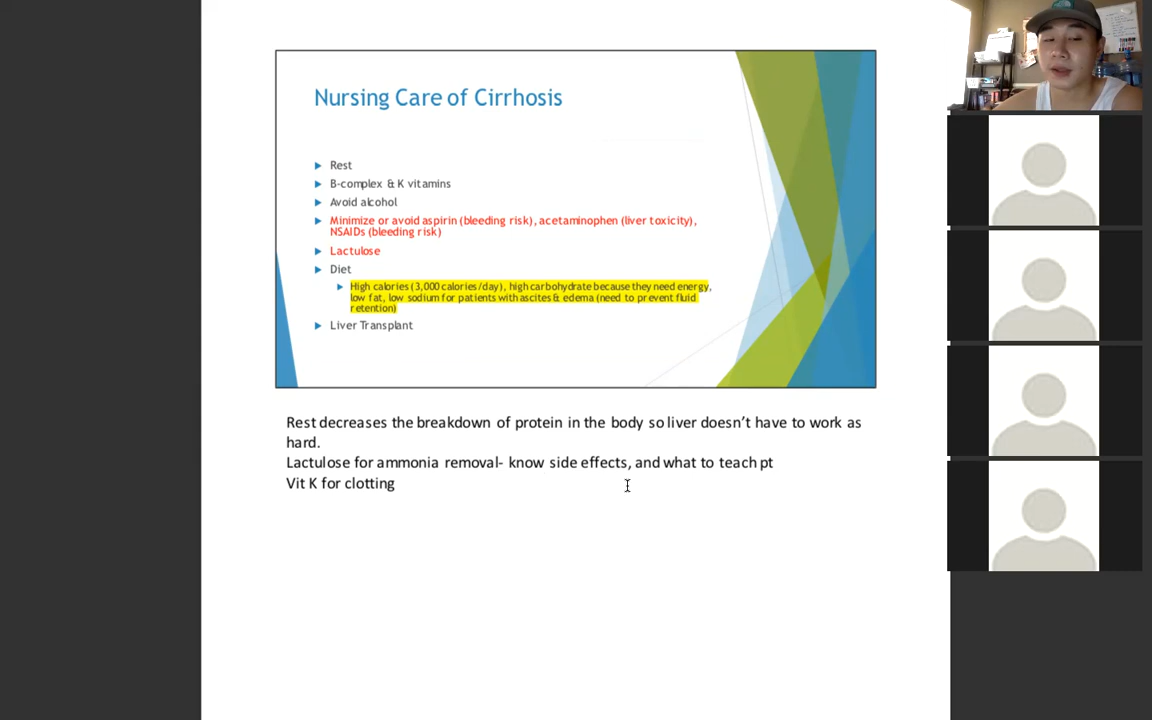 Nursing Care of Cirrhosis
Rest
B-complex & K vitamins
Avoid alcohol
Minimize or avoid aspirin (bleeding risk), acetaminophen (liver toxicity),
NSAIDs (bleeding risk)
Lactulose
Diet
High calories (3,000 calories/day), high carbohydrate because they need energy,
low fat, low sodium for patients with ascites & edema (need to prevent fluid
retention)
Liver Transplant
Rest decreases the breakdown of protein in the body so liver doesn't have to work as
hard.
Lactulose for ammonia removal- know side effects, and what to teach pt
Vit K for clotting